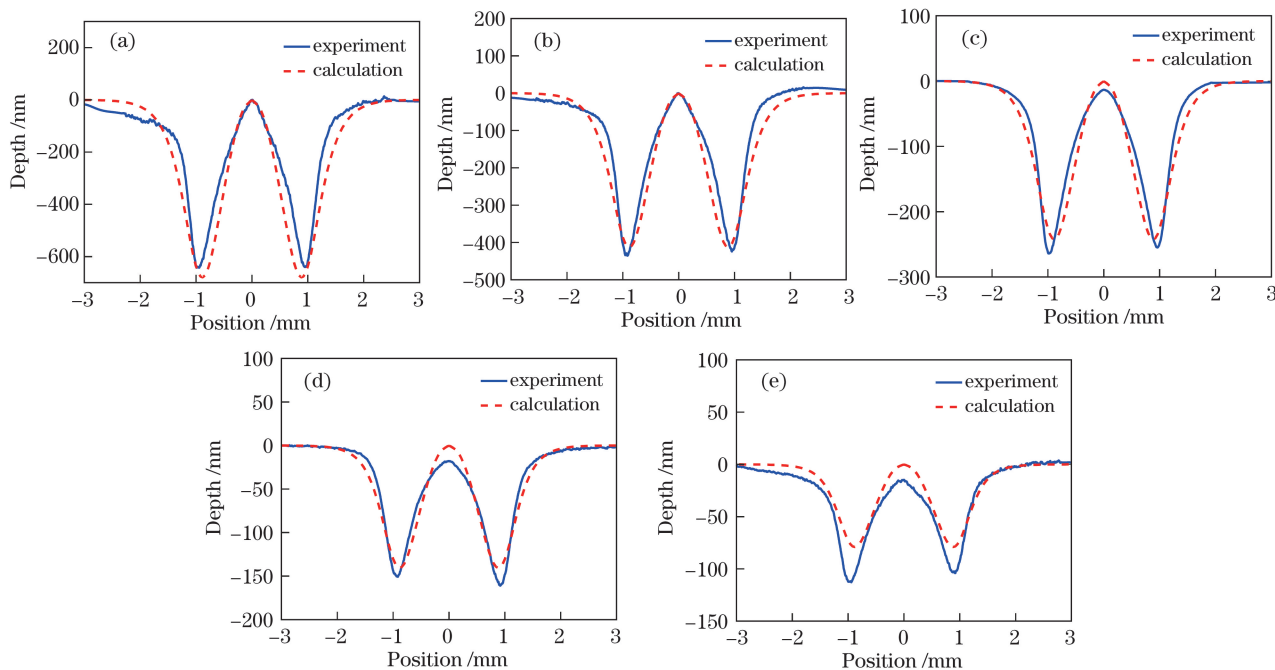 (a)
experiment
calculation
200
0
−200
−400
−600
Depth /nm
−3 −2 −1 0 1 2 3
Position /mm
(b)
experiment
calculation
200
100
0
−100
−200
−300
−400
500
Depth /nm
−3 −2 −1 0 1 2 3
Position /mm
(c)
experiment
calculation
100
0
−100
−200
−300
Depth /nm
−3 −2 −1 0 1 2 3
Position /mm
(d)
experiment
calculation
100
50
0
−50
−100
−150
−200
Depth /nm
−3 −2 −1 0 1 2 3
Position /mm
(e)
experiment
calculation
100
50
0
−50
−100
−150
Depth /nm
−3 −2 −1 0 1 2 3
Position /mm